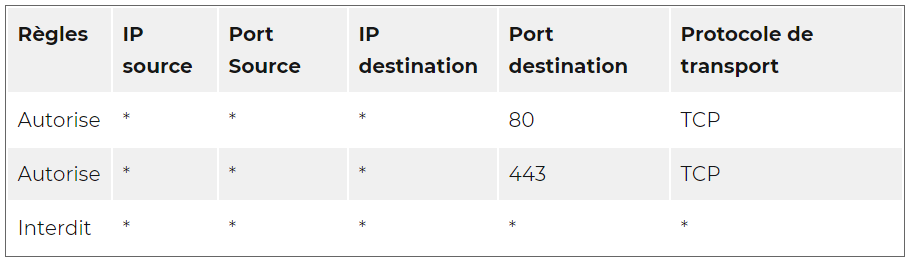 Règles IP source Port Source IP destination Port destination Protocole de transport
Autorise * * * 80 TCP
Autorise * * * 443 TCP
Interdit * * * * *